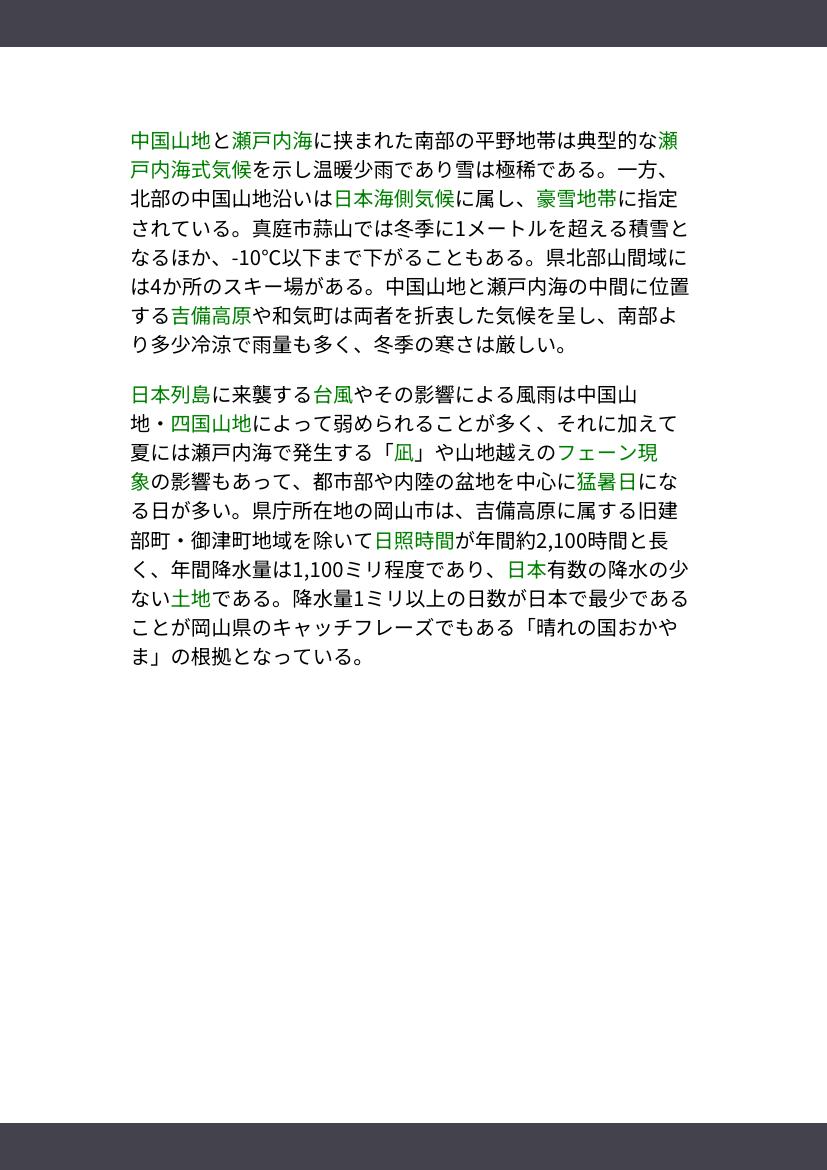 中国山地と瀬戸内海に挟まれた南部の平野地帯は典型的な瀬
戸内海式気候を示し温暖少雨であり雪は極稀である。一方、
北部の中国山地沿いは日本海側気候に属し、豪雪地帯に指定
されている。真庭市蒜山では冬季に1メートルを超える積雪と
なるほか、-10℃以下まで下がることもある。県北部山間域に
は4か所のスキー場がある。中国山地と瀬戸内海の中間に位置
する吉備高原や和気町は両者を折衷した気候を呈し、南部よ
り多少冷涼で雨量も多く、冬季の寒さは厳しい。
日本列島に来襲する台風やその影響による風雨は中国山
地・四国山地によって弱められることが多く、それに加えて
夏には瀬戸内海で発生する「凪」や山地越えのフェーン現
象の影響もあって、都市部や内陸の盆地を中心に猛暑日にな
る日が多い。県庁所在地の岡山市は、吉備高原に属する旧建
部町・御津町地域を除いて日照時間が年間約2,100時間と長
く、年間降水量は1,100ミリ程度であり、日本有数の降水の少
ない土地である。降水量1ミリ以上の日数が日本で最少である
ことが岡山県のキャッチフレーズでもある「晴れの国おかや
ま」の根拠となっている。